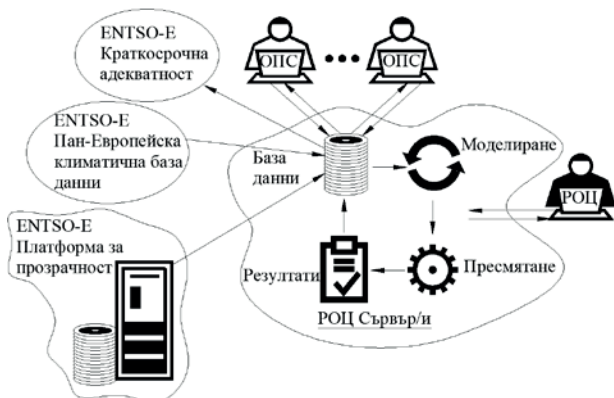 ENTSO-E
Краткосрочна
адекватност
ОПС
ОПС
ENTSO-E
Пан-Европейска
климатична база
данни
База
данни
Моделиране
РОЦ
ENTSO-E
Платформа за
прозрачност
Резултати
Пресмятане
РОЦ Сървър/и